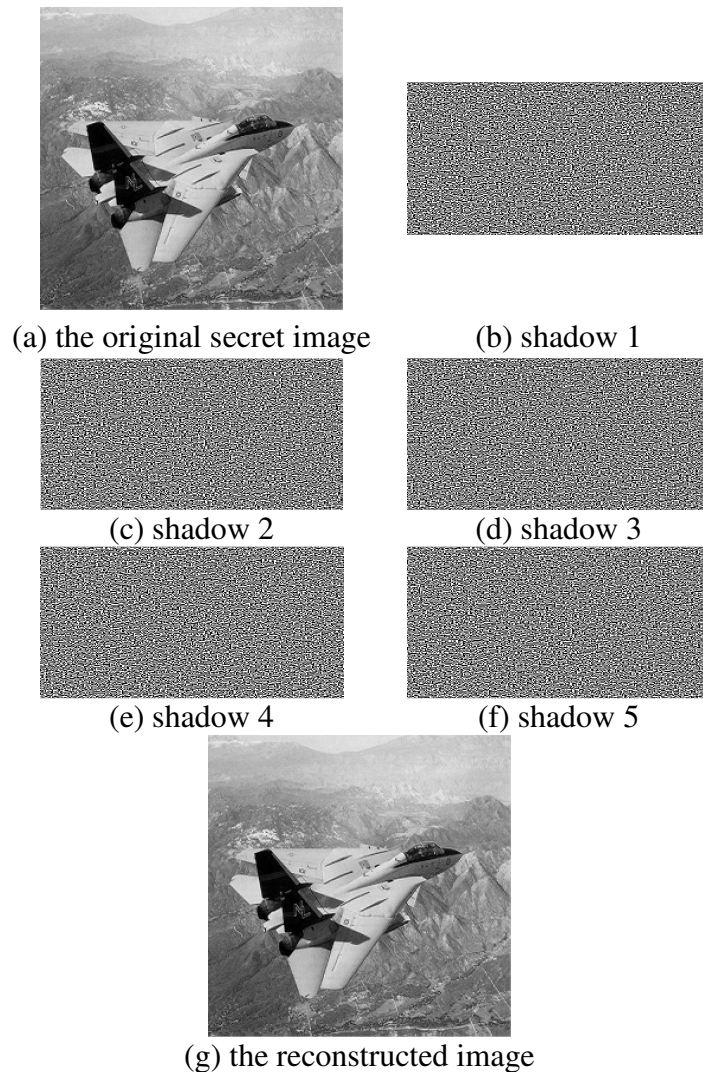 (a) the original secret image
(b) shadow 1
(c) shadow 2
(d) shadow 3
(e) shadow 4
(f) shadow 5
(g) the reconstructed image